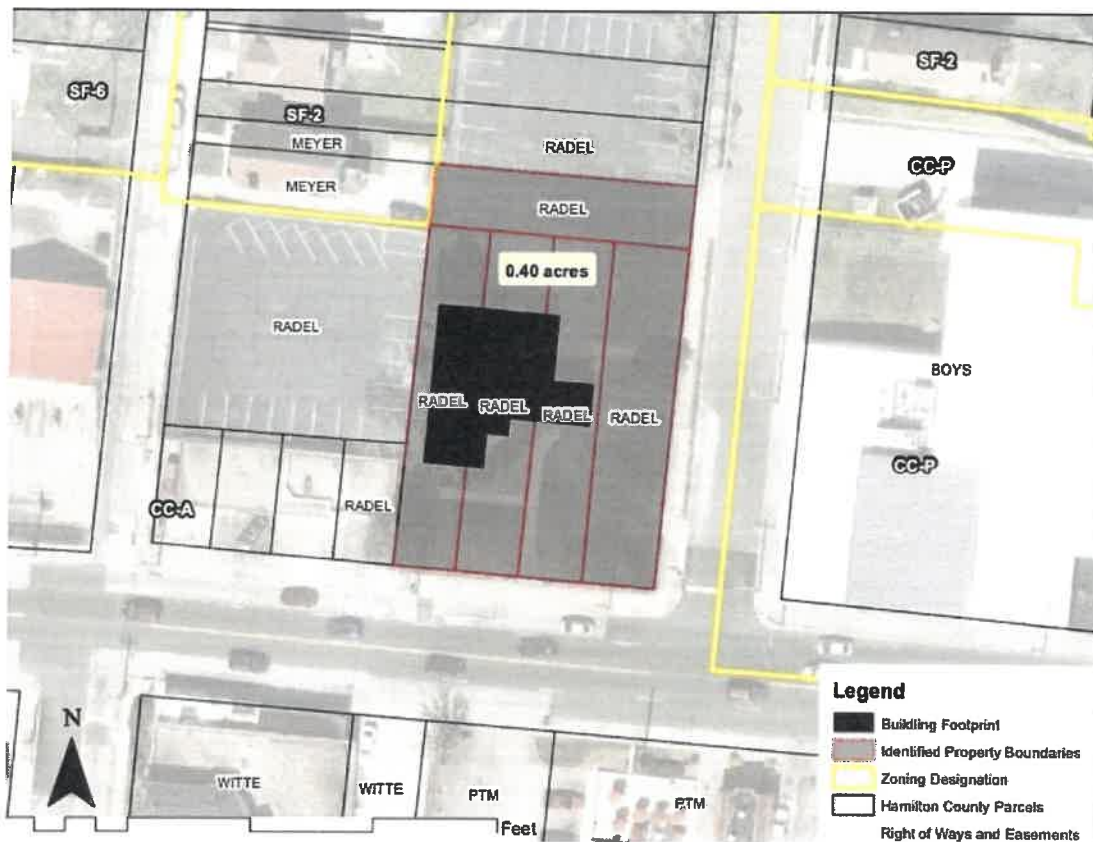 SF-6
SF-2
SF-2
MEYER
MEYER
RADEL
CC-P
RADEL
0.40 acres
RADEL
BOYS
RADEL
RADEL
RADEL
RADEL
CC-P
CC-A
RADEL
Legend
Buidling Footprint
Identified Property Boundaries
Zoning Designation
Hamilton County Parcels
Right of Ways and Easements
N
WITTE
WITTE
PTM
PTM
Feet